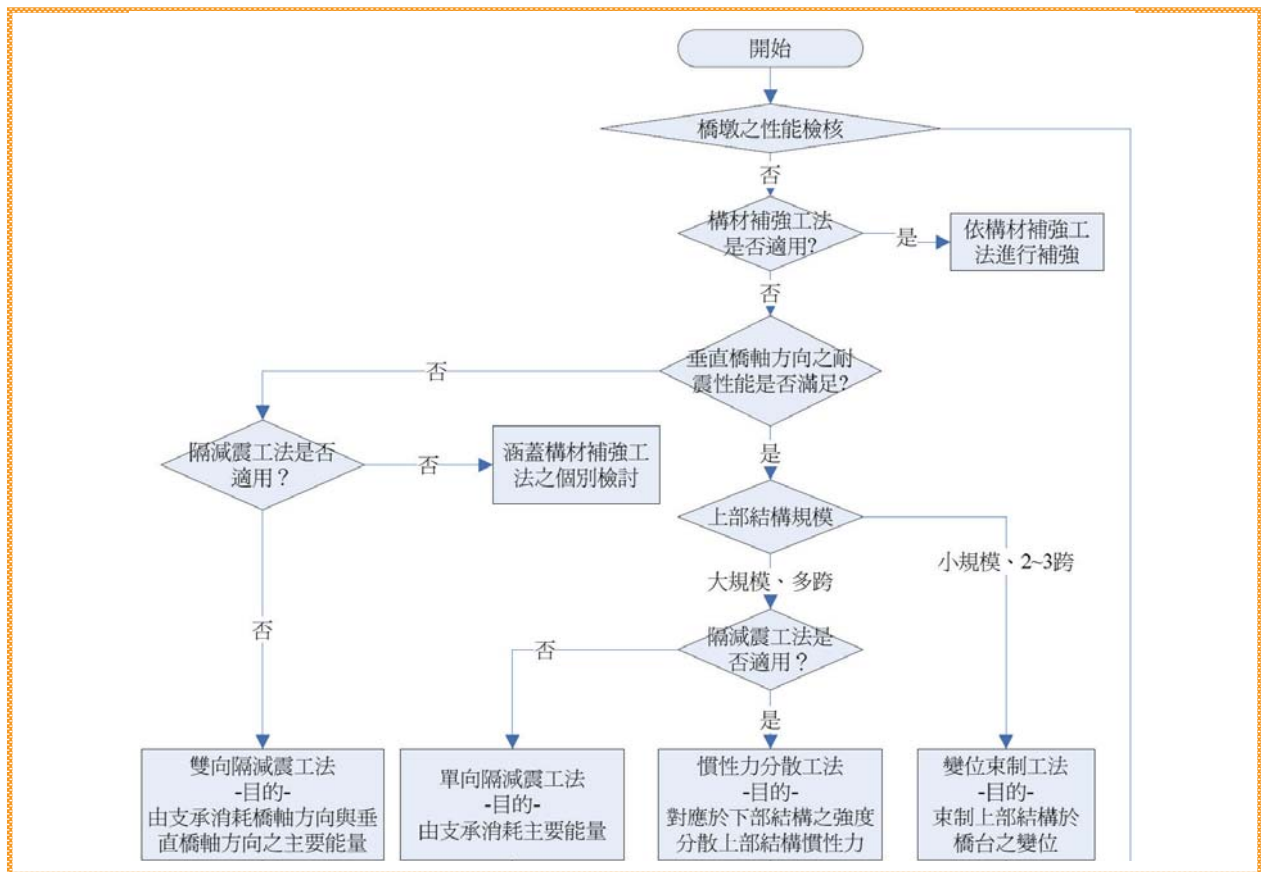 開始
橋墩之性能檢核
否
構材補強工法
是否適用?
是
依構材補強工
法進行補強
否
垂直橋軸方向之耐
震性能是否滿足?
否
隔減震工法是否
適用？
否
涵蓋構材補強工
法之個別檢討
是
上部結構規模
小規模、2~3跨
大規模、多跨
否
隔減震工法是
否適用？
否
是
雙向隔減震工法
-目的-
由支承消耗橋軸方向與垂
直橋軸方向之主要能量
單向隔減震工法
-目的-
由支承消耗主要能量
慣性力分散工法
-目的-
對應於下部結構之強度
分散上部結構慣性力
變位束制工法
-目的-
束制上部結構於
橋台之變位